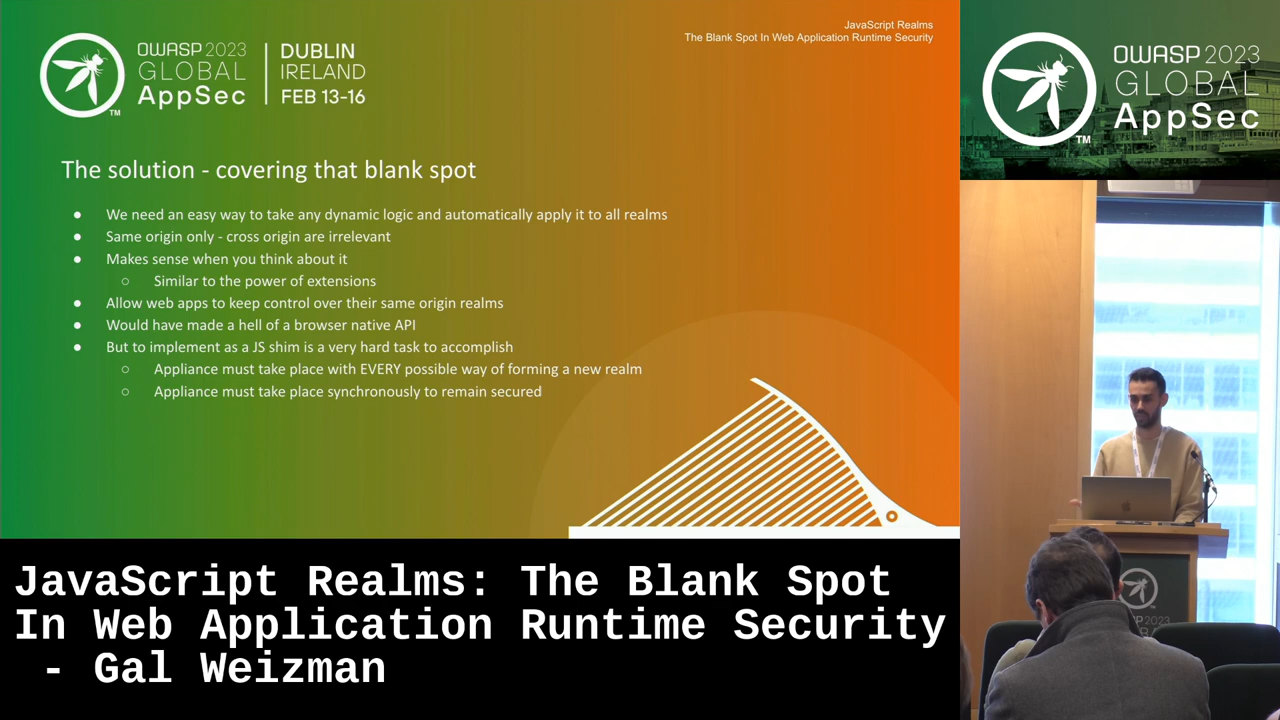 JavaScript Realms
The Blank Spot In Web Application Runtime Security
OWASP 2023
GLOBAL
AppSec
TM
DUBLIN
IRELAND
FEB 13-16
The solution - covering that blank spot
● We need an easy way to take any dynamic logic and automatically apply it to all realms
● Same origin only - cross origin are irrelevant
● Makes sense when you think about it
○ Similar to the power of extensions
● Allow web apps to keep control over their same origin realms
● Would have made a hell of a browser native API
● But to implement as a JS shim is a very hard task to accomplish
○ Appliance must take place with EVERY possible way of forming a new realm
○ Appliance must take place synchronously to remain secured
JavaScript Realms: The Blank Spot
In Web Application Runtime Security
- Gal Weizman
OWASP 2023
GLOBAL
AppSec
TM